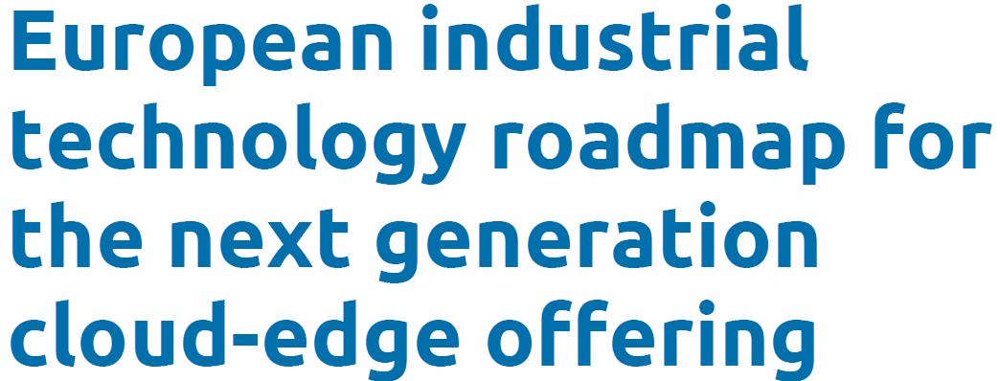 European industrial
technology roadmap for
the next generation
cloud-edge offering